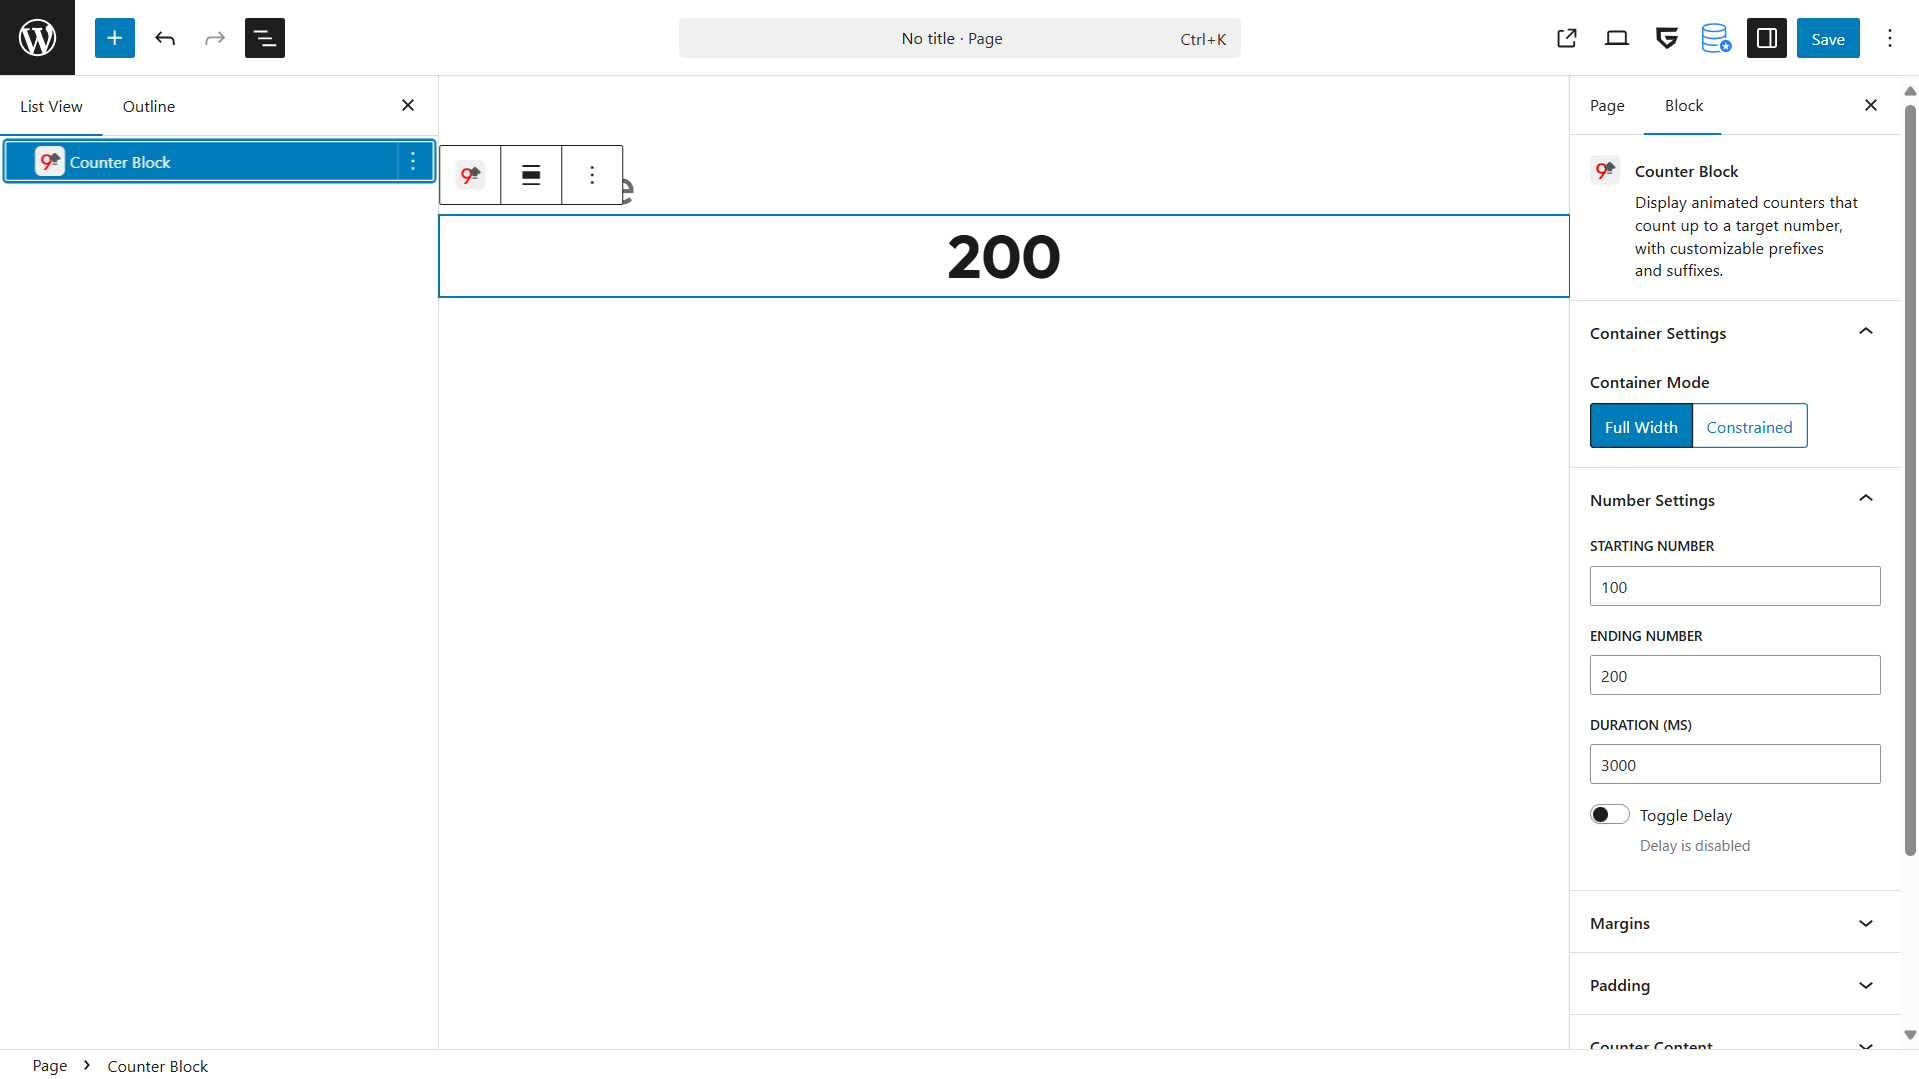 No title · Page
Ctrl+K
Save
List View
Outline
Counter Block
200
Page
Block
Counter Block
Display animated counters that
count up to a target number,
with customizable prefixes
and suffixes.
Container Settings
Container Mode
Full Width
Constrained
Number Settings
STARTING NUMBER
100
ENDING NUMBER
200
DURATION (MS)
3000
Toggle Delay
Delay is disabled
Margins
Padding
Counter Content
Page
Counter Block